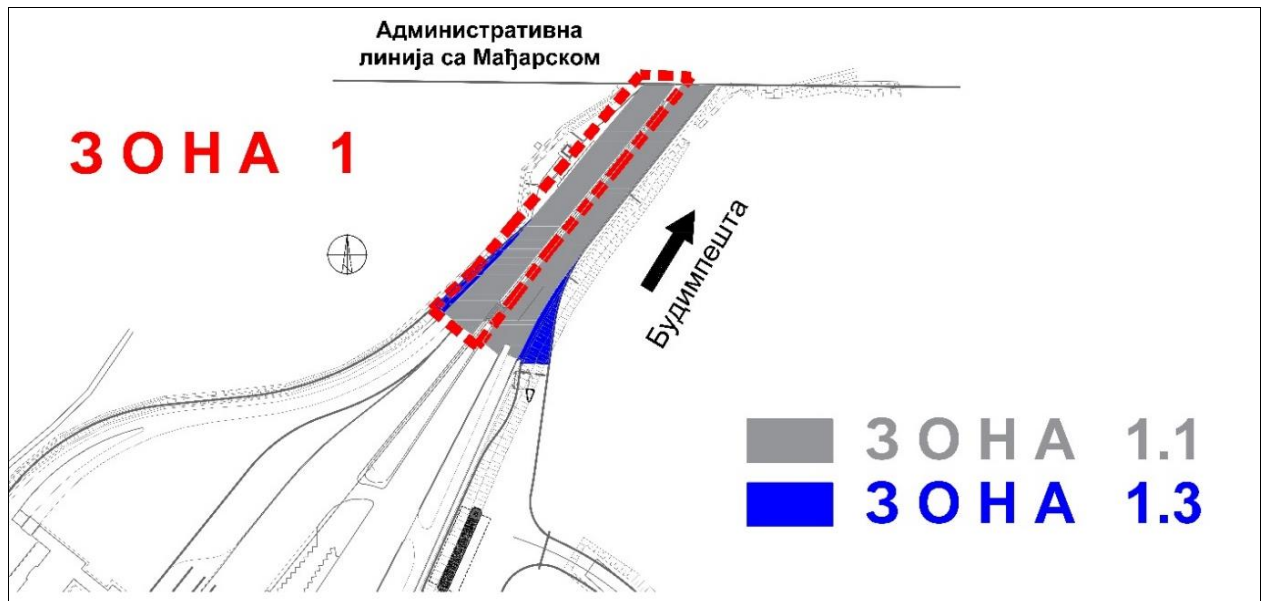 Административна
линија са Мађарском
ЗОНА 1
Будимпешта
ЗОНА 1.1
ЗОНА 1.3